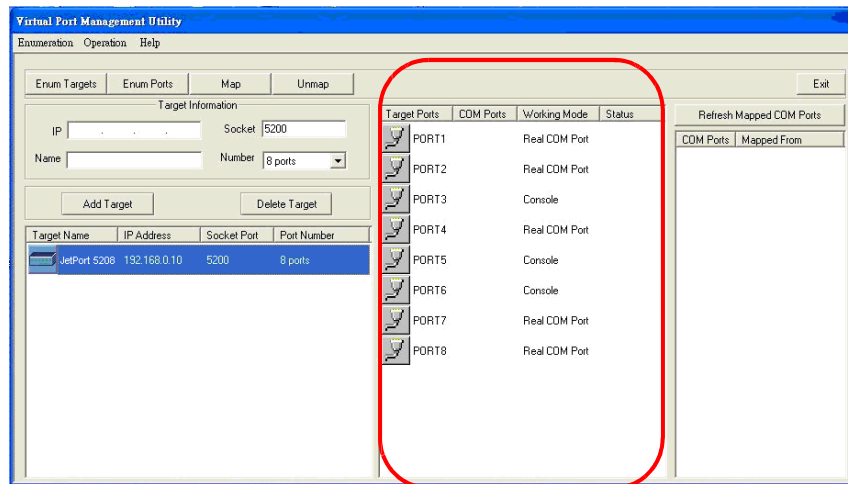 Virtual Port Management Utility
Enumeration Operation Help
Enum Targets Enum Ports Map Unmap Exit
Target Information
IP . . . Socket 5200
Name Number 8 ports
Add Target Delete Target
Target Name IP Address Socket Port Port Number
JetPort 5208 192.168.0.10 5200 8 ports
Target Ports COM Ports Working Mode Status
PORT1 Real COM Port
PORT2 Real COM Port
PORT3 Console
PORT4 Real COM Port
PORT5 Console
PORT6 Console
PORT7 Real COM Port
PORT8 Real COM Port
Refresh Mapped COM Ports
COM Ports Mapped From